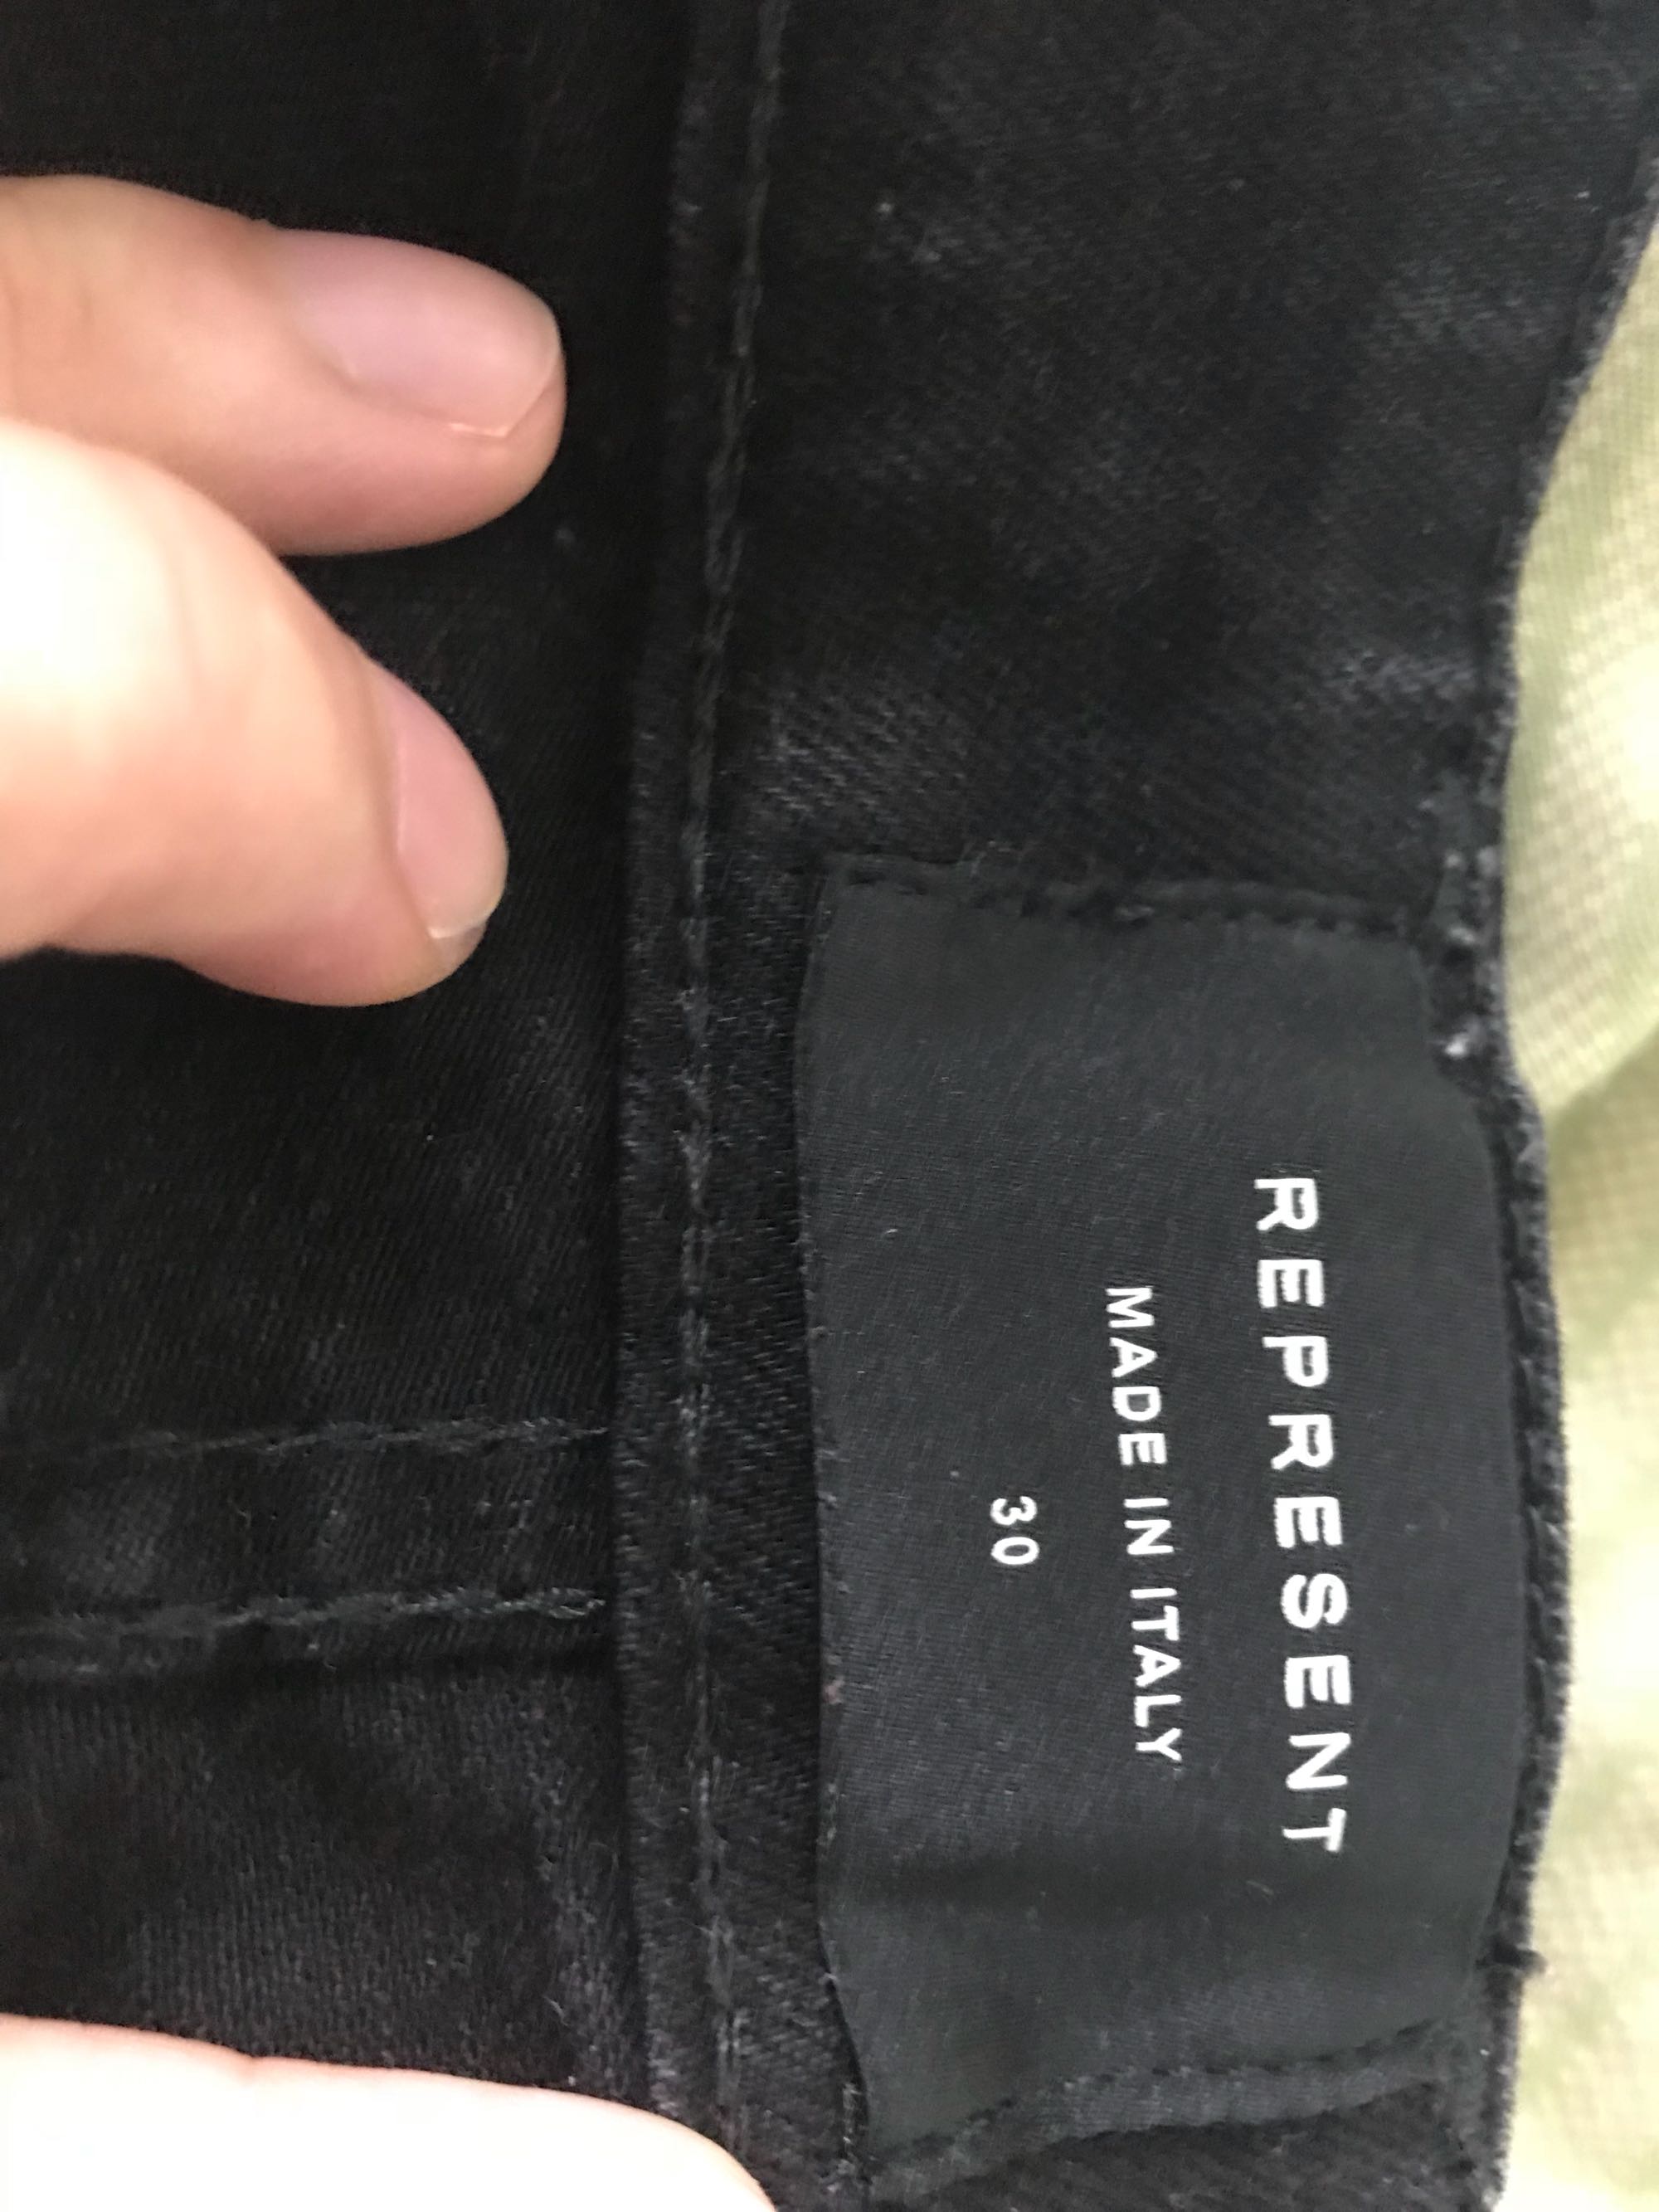 REPRESENT
MADE IN ITALY
30